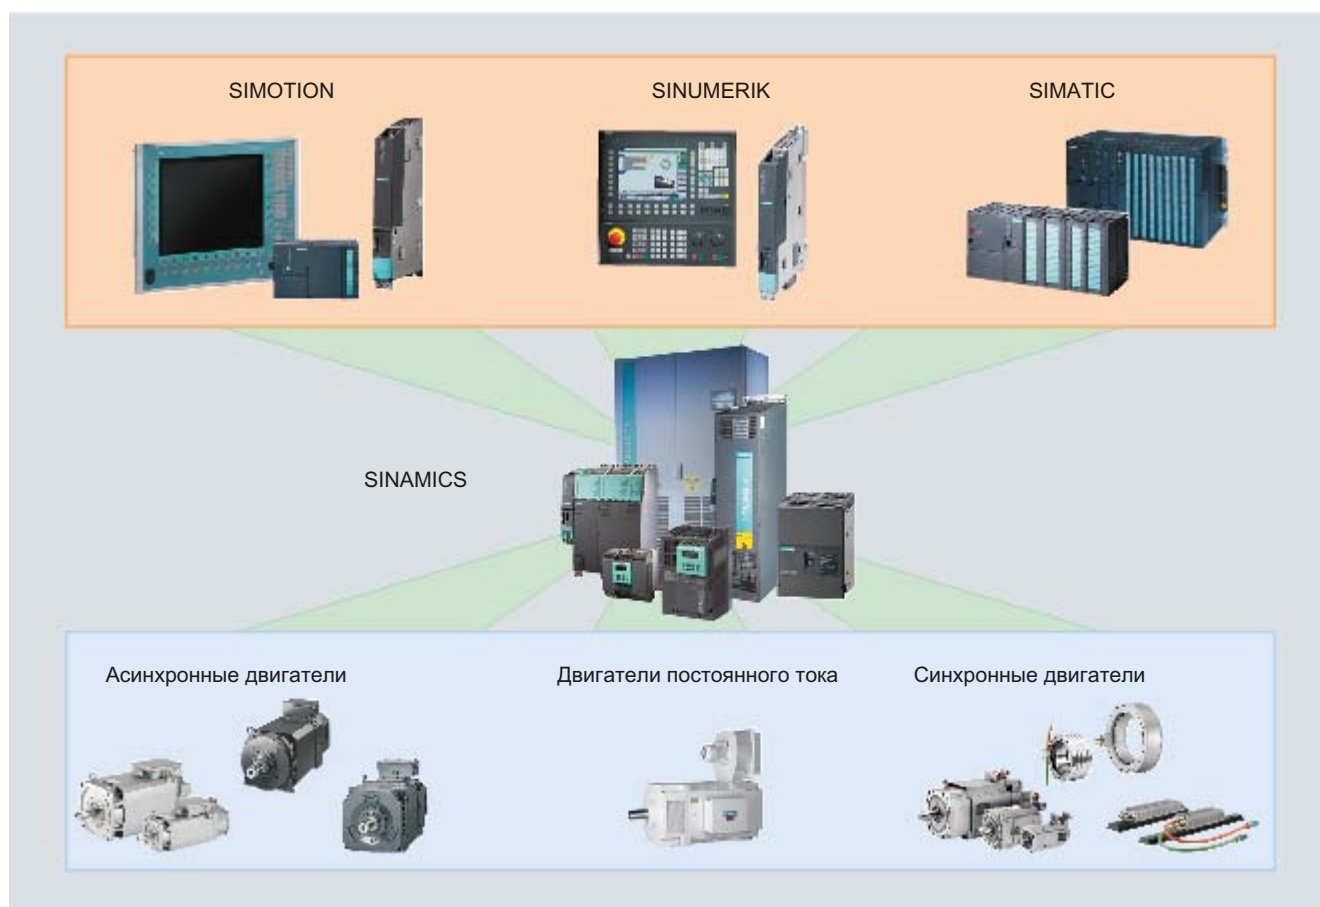 SIMOTION
SINUMERIK
SIMATIC
SINAMICS
Асинхронные двигатели
Двигатели постоянного тока
Синхронные двигатели